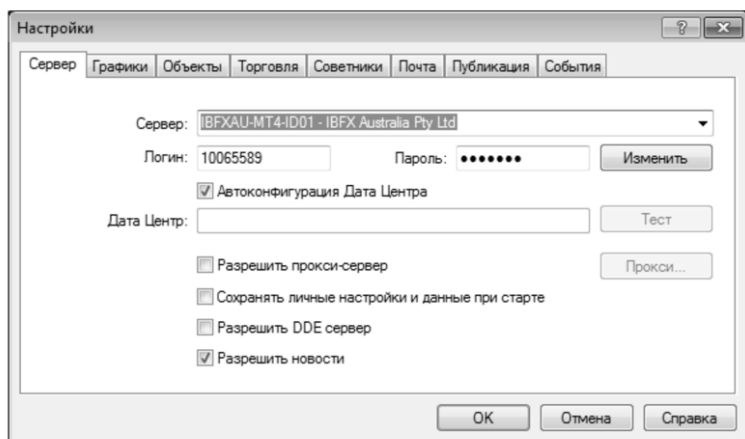 Настройки
Сервер Графики Объекты Торговля Советники Почта Публикация События
Сервер: IBFXAU-MT4-ID01 - IBFX Australia Pty Ltd
Логин: 10065589 Пароль: ●●●●●●● Изменить
Автоконфигурация Дата Центра
Дата Центр: Тест
Разрешить прокси-сервер Прокси...
Сохранять личные настройки и данные при старте
Разрешить DDE сервер
Разрешить новости
OK Отмена Справка